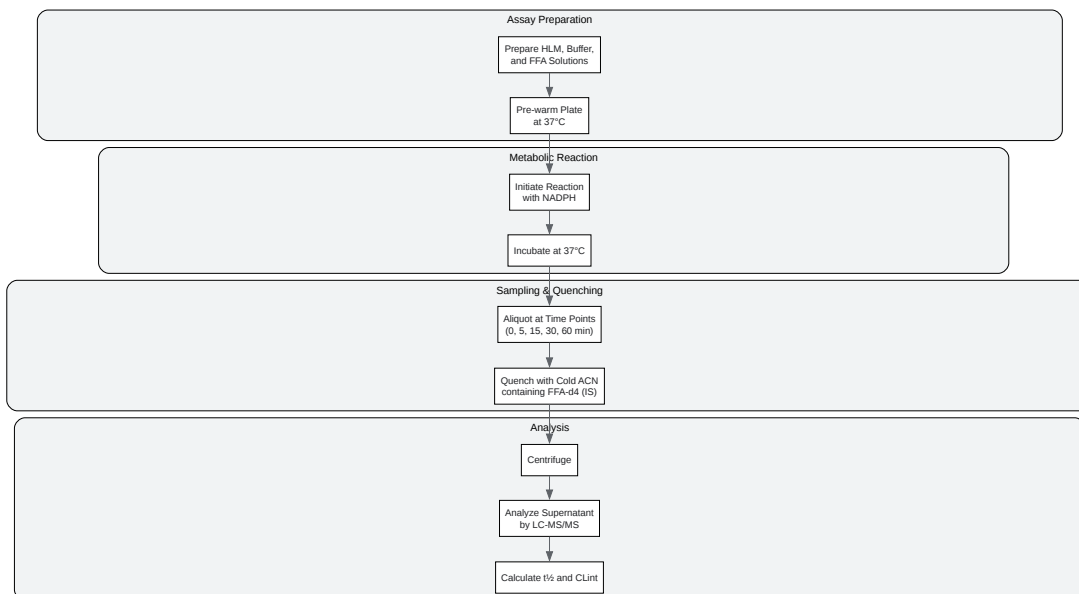 Assay Preparation
Prepare HLM, Buffer,
and FFA Solutions
Pre-warm Plate
at 37°C
Metabolic Reaction
Initiate Reaction
with NADPH
Incubate at 37°C
Sampling & Quenching
Aliquot at Time Points
(0, 5, 15, 30, 60 min)
Quench with Cold ACN
containing FFA-d4 (IS)
Analysis
Centrifuge
Analyze Supernatant
by LC-MS/MS
Calculate t½ and CLint